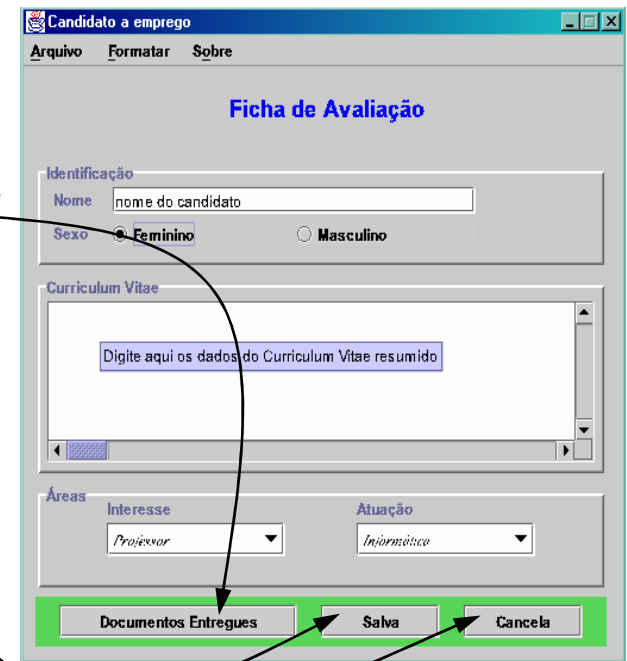 Candidato a emprego
Arquivo Formatar Sobre
Ficha de Avaliação
Identificação
Nome nome do candidato
Sexo Feminino Masculino
Curriculum Vitae
Digite aqui os dados do Curriculum Vitae resumido
Áreas
Interesse Atuação
Professor Informática
Documentos Entregues Salva Cancela